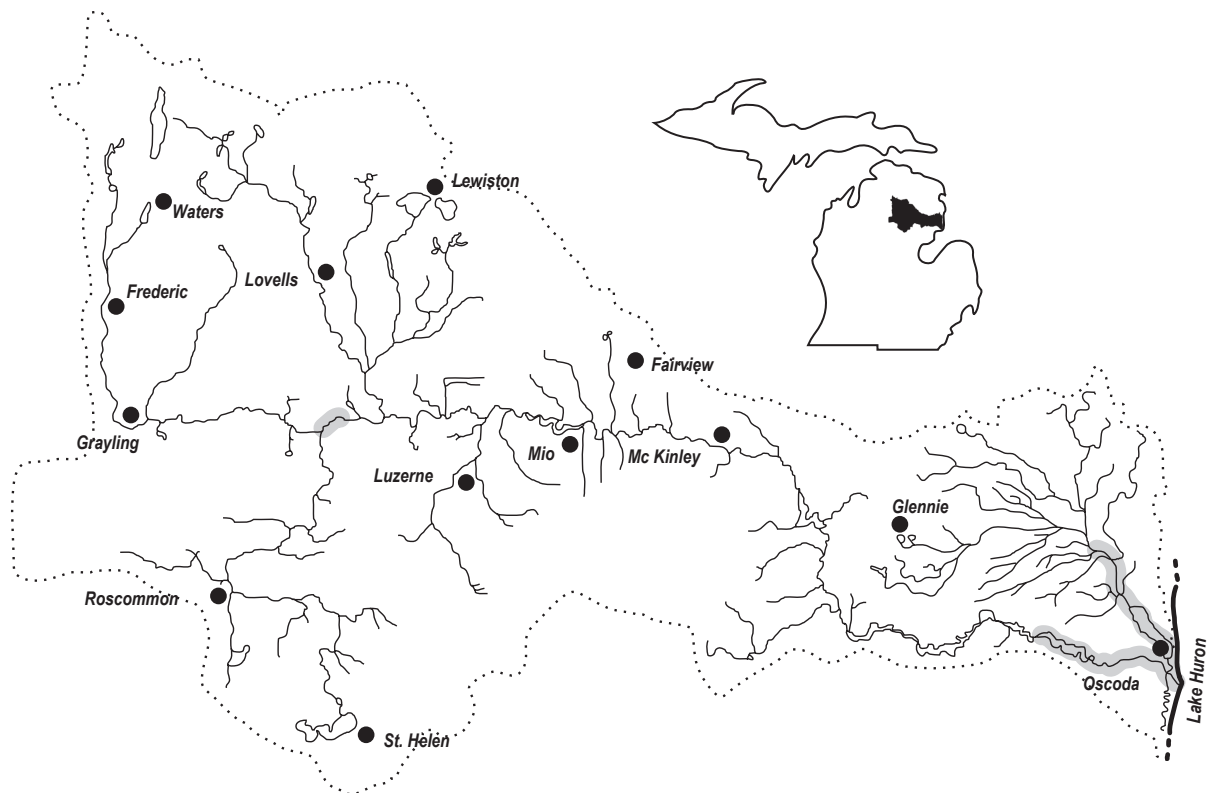 Lewiston
Waters
Lovells
Frederic
Fairview
Grayling
Mio
Mc Kinley
Luzerne
Glennie
Roscommon
Oscoda
Lake Huron
St. Helen